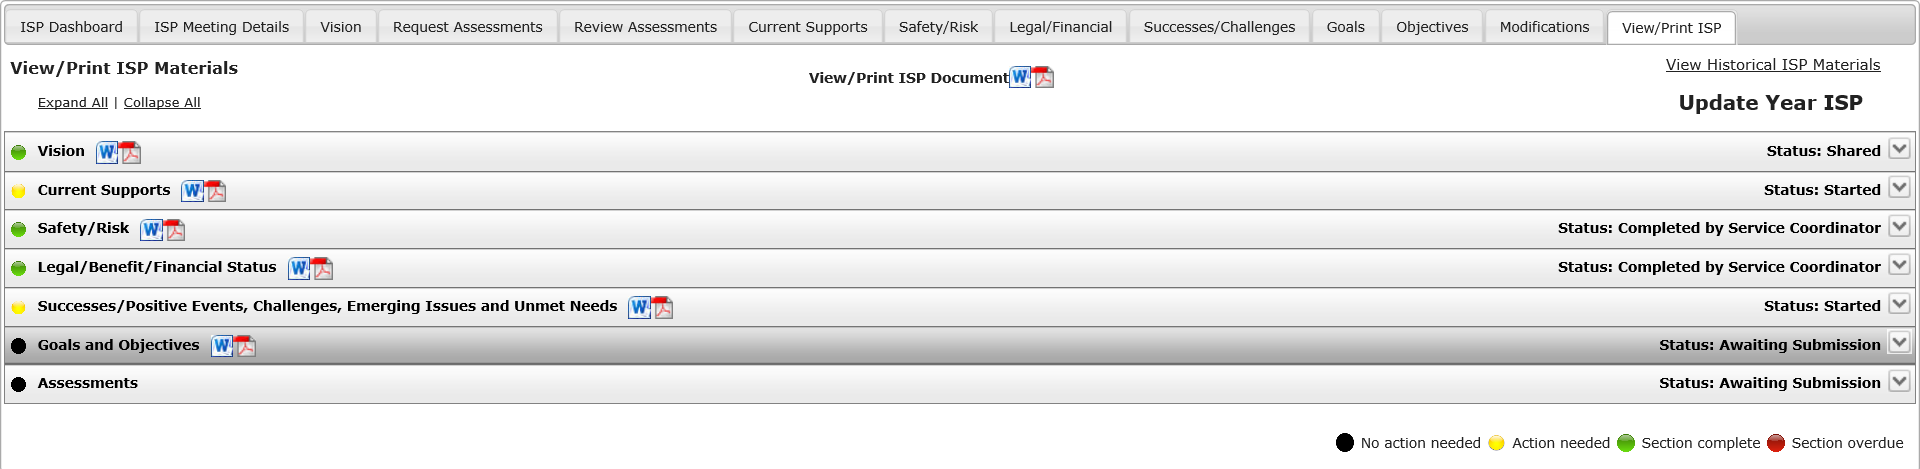 ISP Dashboard ISP Meeting Details Vision Request Assessments Review Assessments Current Supports Safety/Risk Legal/Financial Successes/Challenges Goals Objectives Modifications View/Print ISP
View/Print ISP Materials
View/Print ISP Document
View Historical ISP Materials
Expand All | Collapse All
Update Year ISP
Vision Status: Shared
Current Supports Status: Started
Safety/Risk Status: Completed by Service Coordinator
Legal/Benefit/Financial Status Status: Completed by Service Coordinator
Successes/Positive Events, Challenges, Emerging Issues and Unmet Needs Status: Started
Goals and Objectives Status: Awaiting Submission
Assessments Status: Awaiting Submission
No action needed Action needed Section complete Section overdue